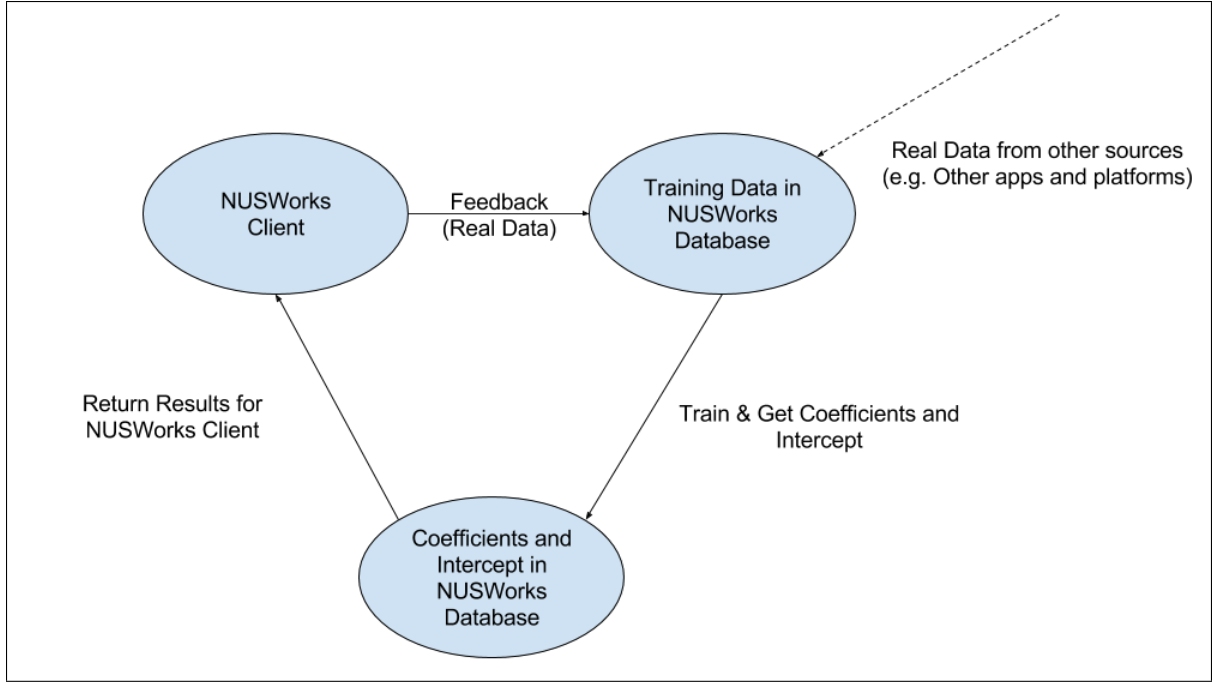 NUSWorks
Client
Feedback
(Real Data)
Training Data in
NUSWorks
Database
Real Data from other sources
(e.g. Other apps and platforms)
Return Results for
NUSWorks Client
Train & Get Coefficients and
Intercept
Coefficients and
Intercept in
NUSWorks
Database